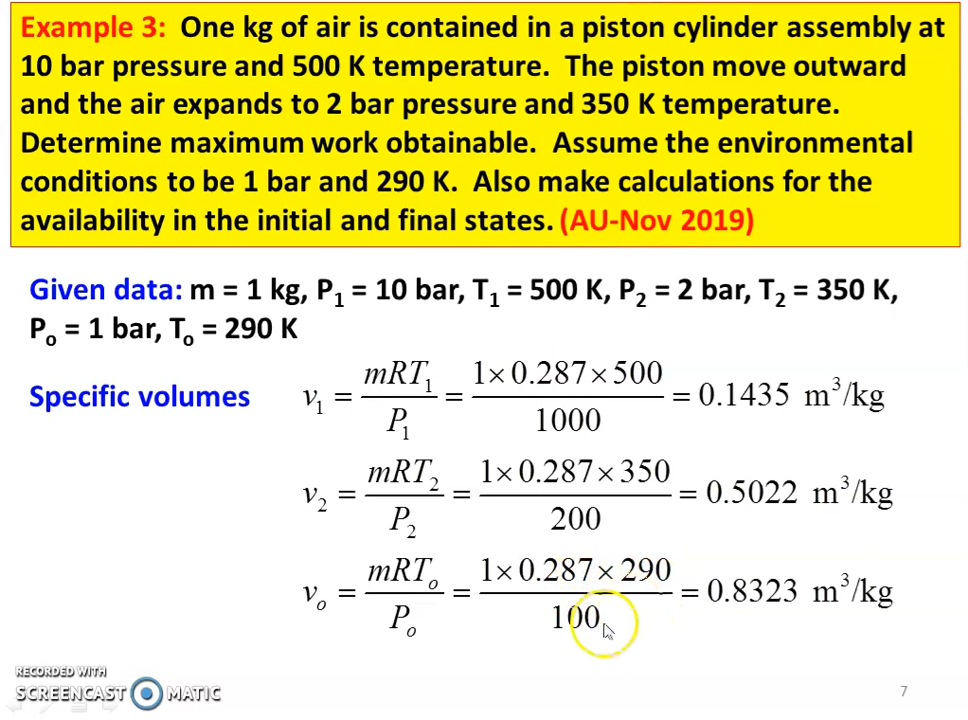 Example 3: One kg of air is contained in a piston cylinder assembly at
10 bar pressure and 500 K temperature. The piston move outward
and the air expands to 2 bar pressure and 350 K temperature.
Determine maximum work obtainable. Assume the environmental
conditions to be 1 bar and 290 K. Also make calculations for the
availability in the initial and final states. (AU-Nov 2019)
Given data: m = 1 kg, P₁ = 10 bar, T₁ = 500 K, P₂ = 2 bar, T₂ = 350 K,
Pₒ = 1 bar, Tₒ = 290 K
Specific volumes v₁ = mRT₁ / P₁ = 1 × 0.287 × 500 / 1000 = 0.1435 m³/kg
v₂ = mRT₂ / P₂ = 1 × 0.287 × 350 / 200 = 0.5022 m³/kg
vₒ = mRTₒ / Pₒ = 1 × 0.287 × 290 / 100 = 0.8323 m³/kg
RECORDED WITH
SCREENCAST MATIC
7